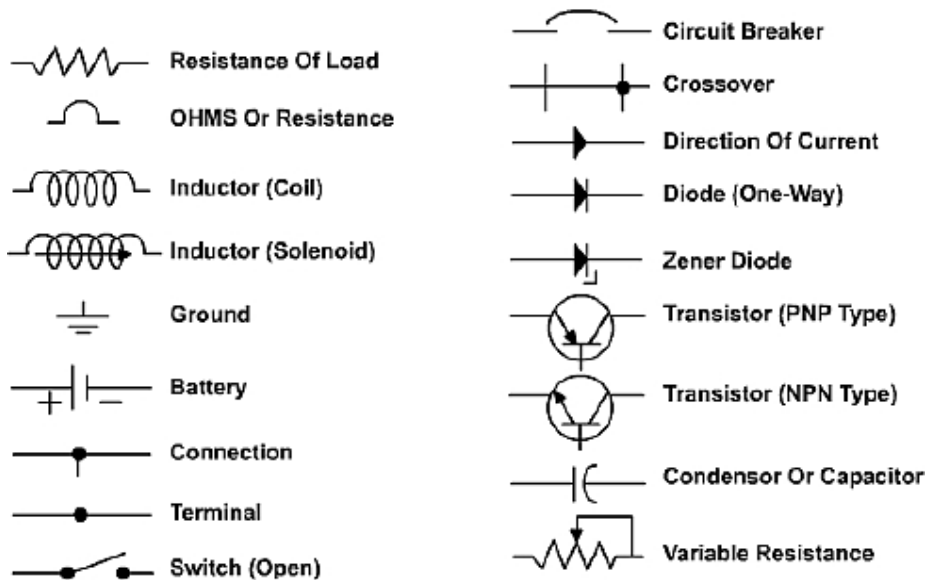 Resistance Of Load
OHMS Or Resistance
Inductor (Coil)
Inductor (Solenoid)
Ground
Battery
+ −
Connection
Terminal
Switch (Open)
Circuit Breaker
Crossover
Direction Of Current
Diode (One-Way)
Zener Diode
Transistor (PNP Type)
Transistor (NPN Type)
Condensor Or Capacitor
Variable Resistance